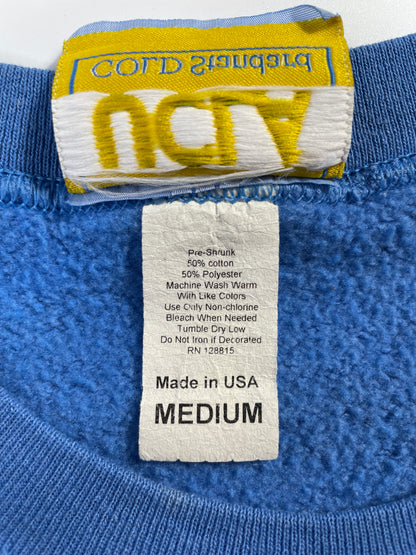 GOLD Standard
UCLA
Pre-Shrunk
50% cotton
50% Polyester
Machine Wash Warm
With Like Colors
Use Only Non-chlorine
Bleach When Needed
Tumble Dry Low
Do Not Iron if Decorated
RN 128815
Made in USA
MEDIUM